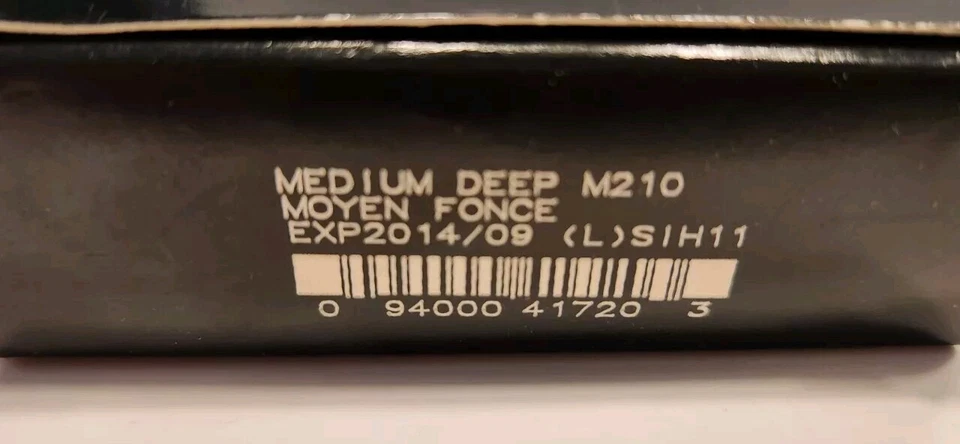 MEDIUM DEEP M210
MOYEN FONCE
EXP2014/09 (L)SIH11
0 94000 41720 3